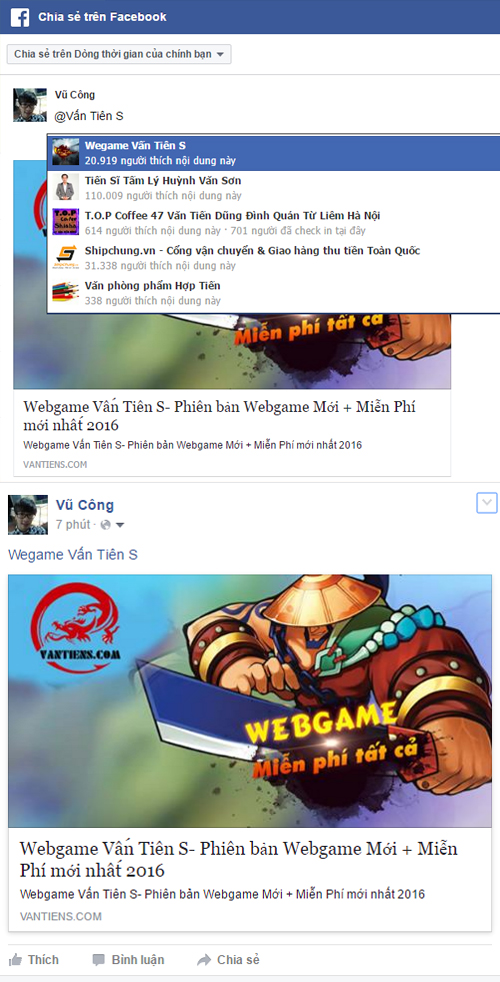 Chia sẻ trên Facebook
Chia sẻ trên Dòng thời gian của chính bạn
Vũ Công
@Vấn Tiên S
Wegame Vấn Tiên S
20.919 người thích nội dung này
Tiến Sĩ Tâm Lý Huỳnh Văn Sơn
110.009 người thích nội dung này
T.O.P Coffee 47 Văn Tiến Dũng Đình Quán Từ Liêm Hà Nội
614 người thích nội dung này · 701 người đã check in tại đây
Shipchung.vn - Cổng vận chuyển & Giao hàng thu tiền Toàn Quốc
31.338 người thích nội dung này
Văn phòng phẩm Hợp Tiến
338 người thích nội dung này
Miễn phí tất cả
Webgame Vấn Tiên S- Phiên bản Webgame Mới + Miễn Phí
mới nhất 2016
Webgame Vấn Tiên S- Phiên bản Webgame Mới + Miễn Phí mới nhất 2016
VANTIENS.COM
Vũ Công
7 phút ·
Wegame Vấn Tiên S
VANTIENS.COM
WEBGAME
Miễn phí tất cả
Webgame Vấn Tiên S- Phiên bản Webgame Mới + Miễn
Phí mới nhất 2016
Webgame Vấn Tiên S- Phiên bản Webgame Mới + Miễn Phí mới nhất 2016
VANTIENS.COM
Thích
Bình luận
Chia sẻ